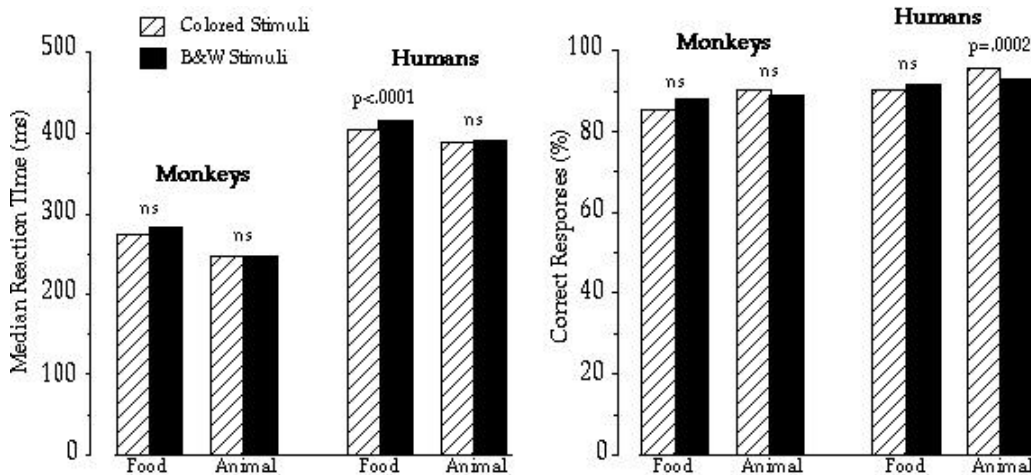 Colored Stimuli
B&W Stimuli
Median Reaction Time (ms)
500
400
300
200
100
0
Monkeys
ns
ns
Humans
p<.0001
ns
Food
Animal
Food
Animal
Correct Responses (%)
100
80
60
40
20
0
Monkeys
ns
ns
Humans
ns
p=.0002
Food
Animal
Food
Animal